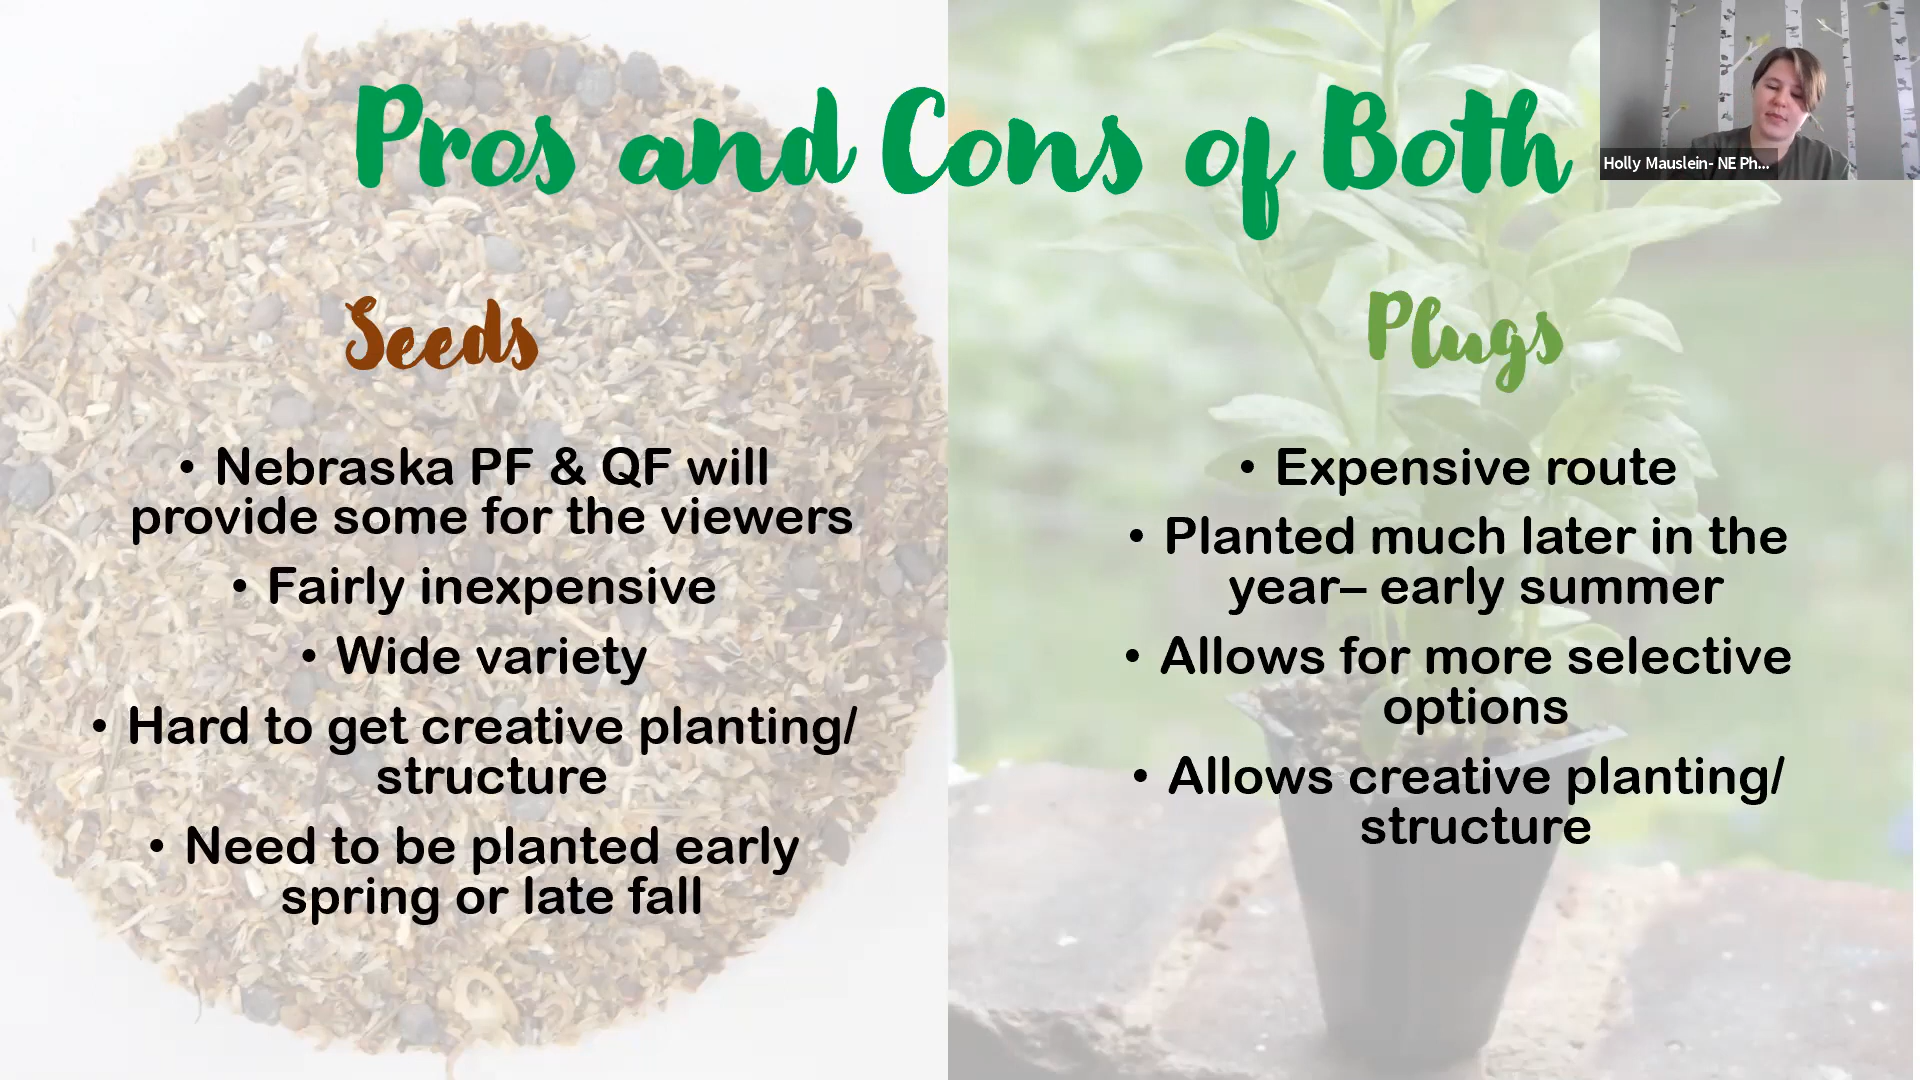 Pros and Cons of Both
Holly Mauslein- NE Ph...
Seeds
• Nebraska PF & QF will
provide some for the viewers
• Fairly inexpensive
• Wide variety
• Hard to get creative planting/
structure
• Need to be planted early
spring or late fall
Plugs
• Expensive route
• Planted much later in the
year– early summer
• Allows for more selective
options
• Allows creative planting/
structure